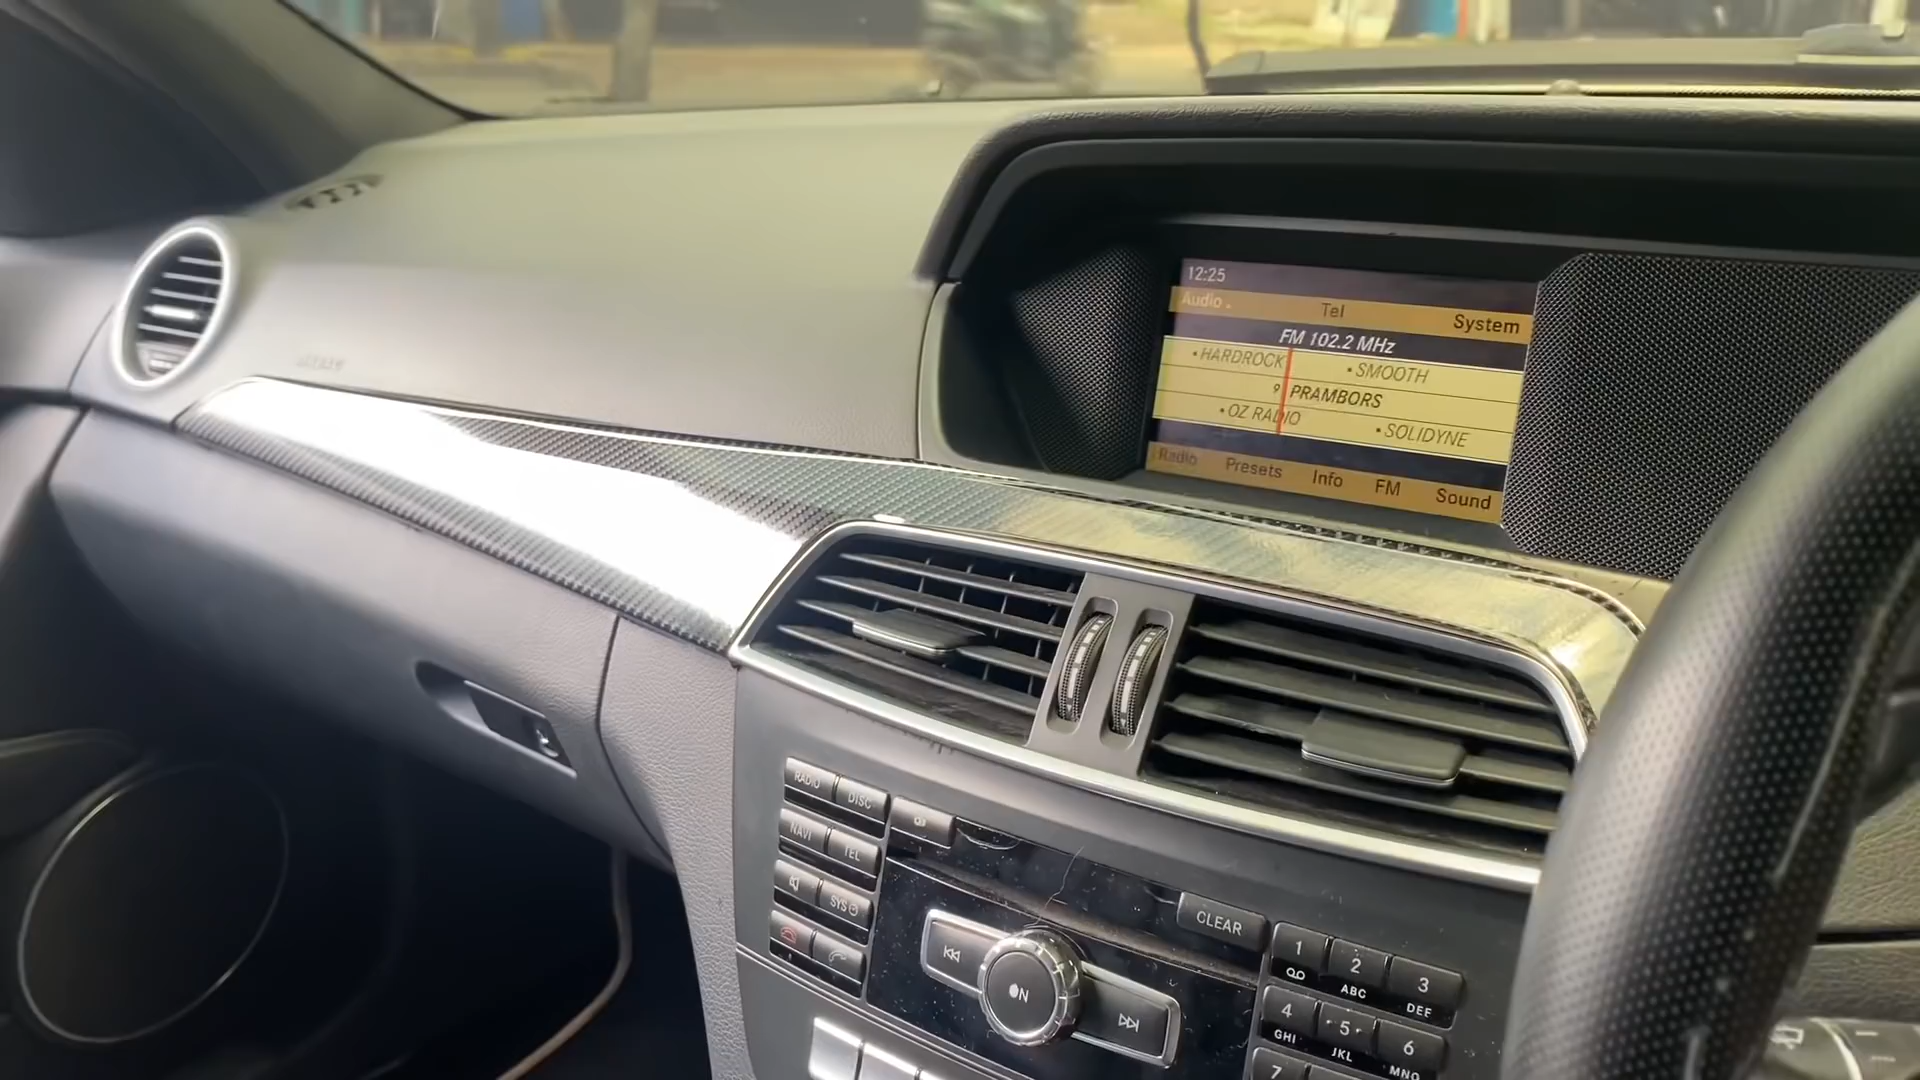 12:25
Audio Tel System
FM 102.2 MHz
•HARDROCK •SMOOTH
9 PRAMBORS
•OZ RADIO •SOLIDYNE
Radio Presets Info FM Sound
RADIO DISC
NAVI TEL
SYS
CLEAR
ON
1 2 ABC 3 DEF
4 GHI 5 JKL 6 MNO
7